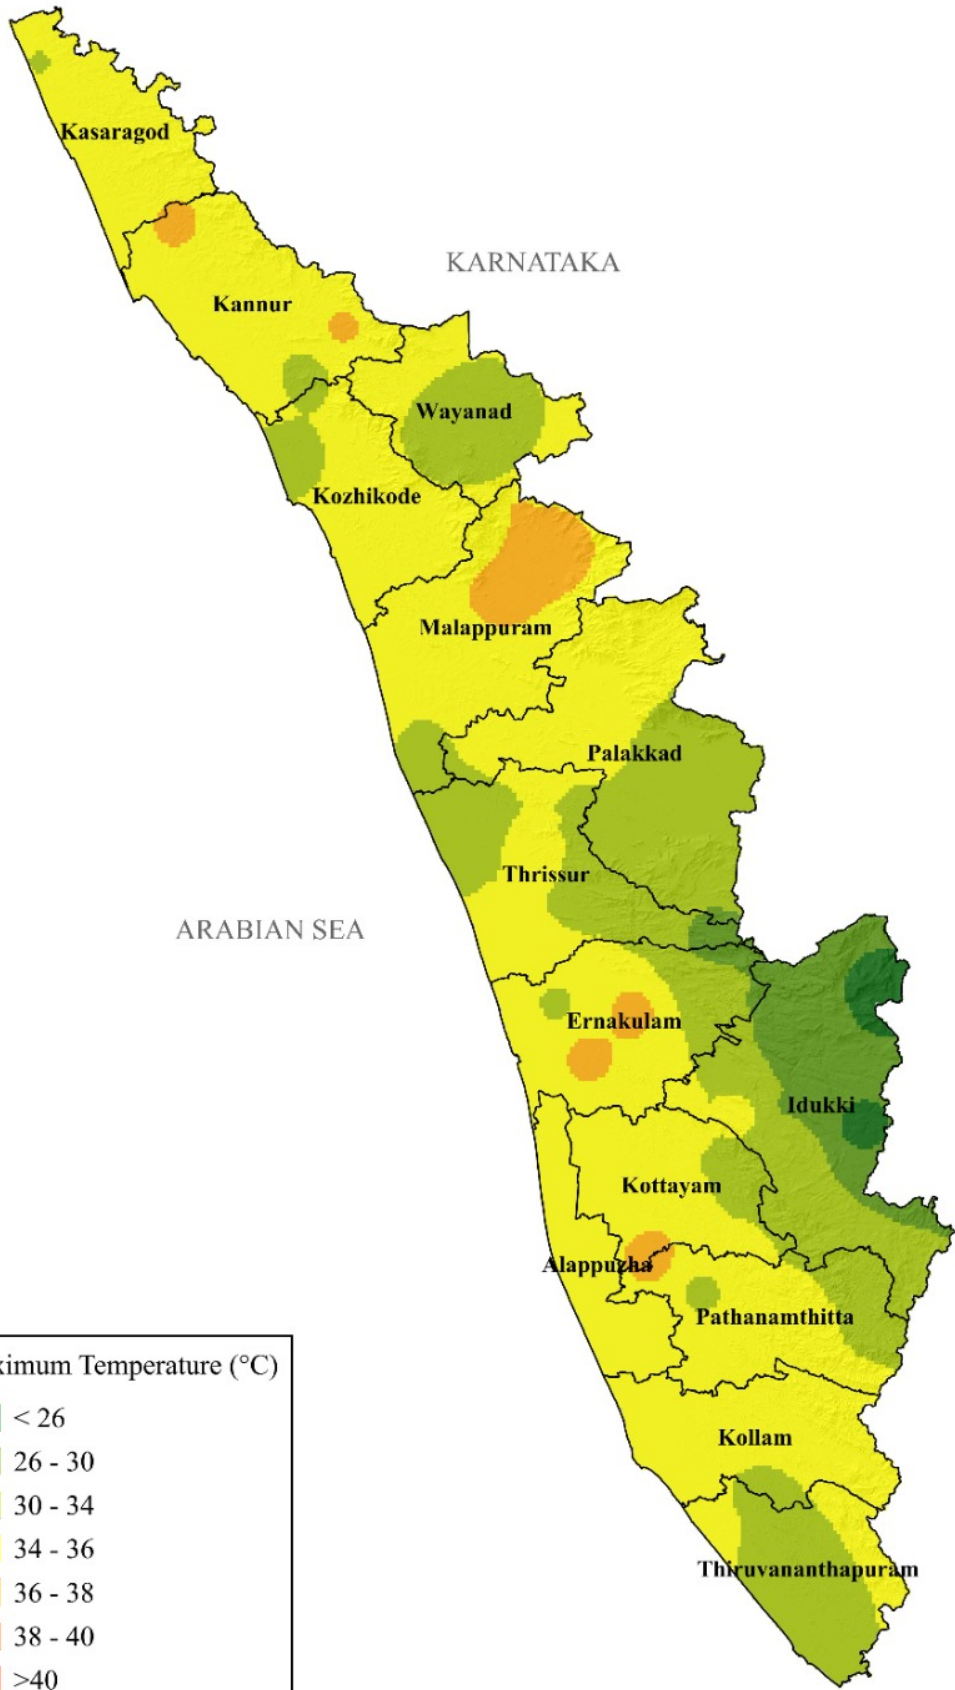 Kasaragod
KARNATAKA
Kannur
Wayanad
Kozhikode
Malappuram
Palakkad
Thrissur
ARABIAN SEA
Ernakulam
Idukki
Kottayam
Alappuzha
Pathanamthitta
ximum Temperature (°C)
< 26
26 - 30
30 - 34
34 - 36
36 - 38
38 - 40
>40
Kollam
Thiruvananthapuram